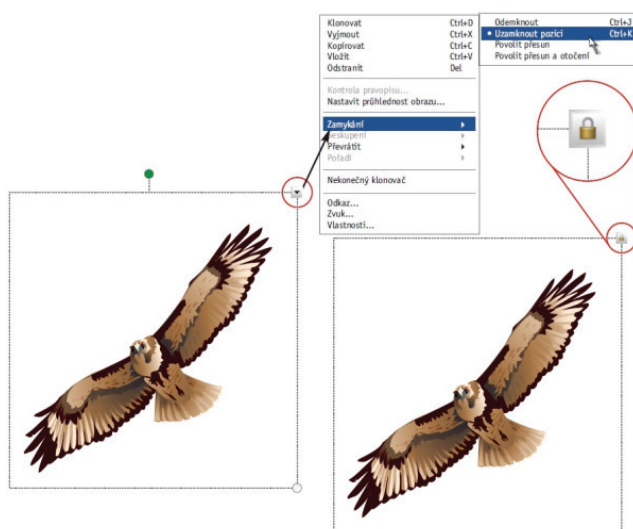 Klonovat Ctrl+D
Vyjmout Ctrl+X
Kopírovat Ctrl+C
Vložit Ctrl+V
Odstranit Del
Kontrola pravopisu...
Nastavit průhlednost obrazu...
Zamykání
Seskupení
Převrátit
Pořadí
Nekonečný klonovač
Odkaz...
Zvuk...
Vlastnosti...
Odemknout Ctrl+J
Uzamknout pozici Ctrl+K
Povolit přesun
Povolit přesun a otočení